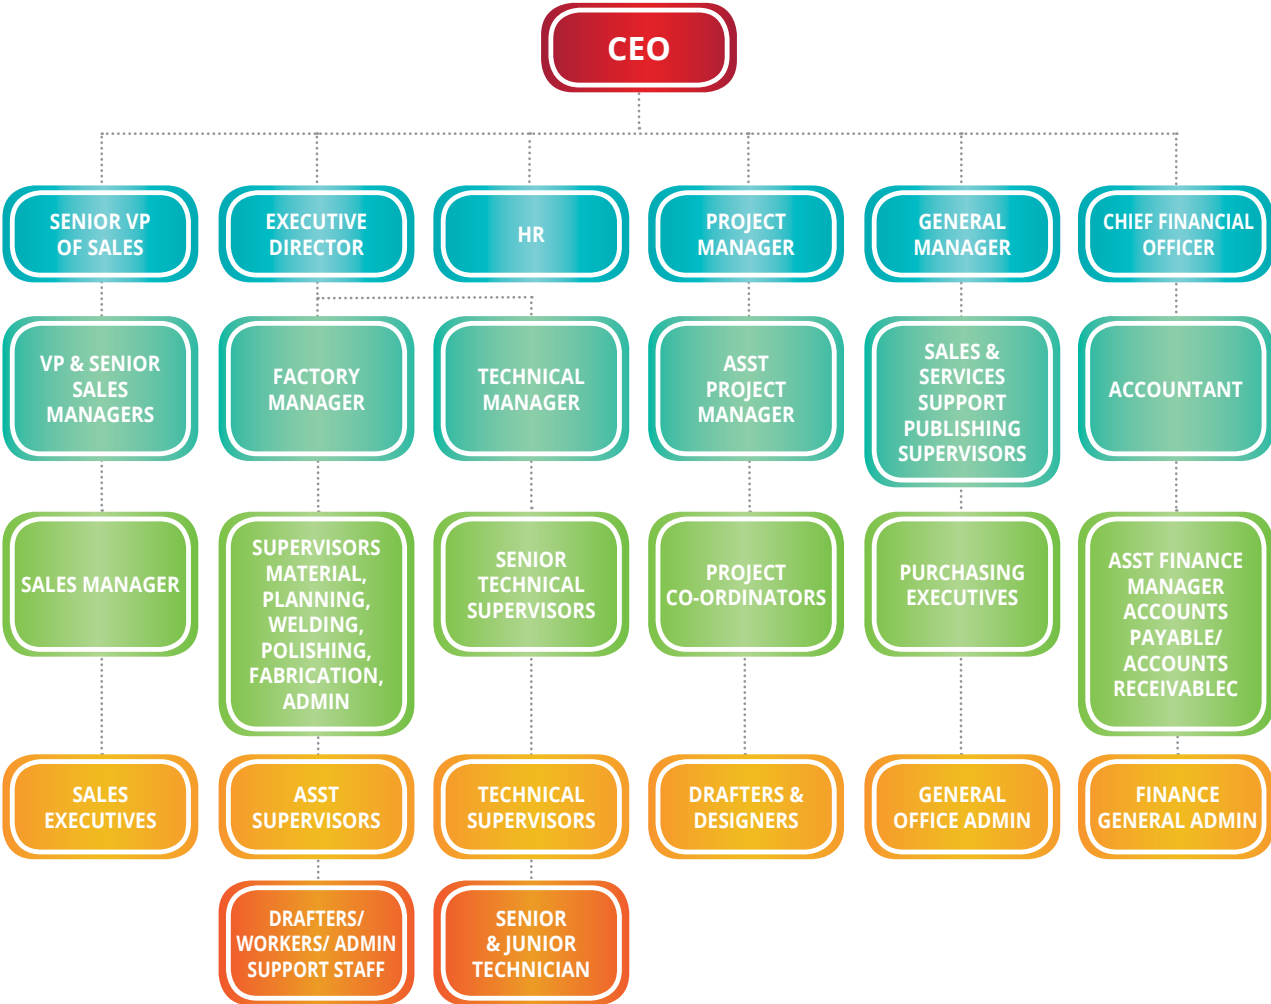 CEO
SENIOR VP
OF SALES
EXECUTIVE
DIRECTOR
HR
PROJECT
MANAGER
GENERAL
MANAGER
CHIEF FINANCIAL
OFFICER
VP & SENIOR
SALES
MANAGERS
FACTORY
MANAGER
TECHNICAL
MANAGER
ASST
PROJECT
MANAGER
SALES &
SERVICES
SUPPORT
PUBLISHING
SUPERVISORS
ACCOUNTANT
SALES MANAGER
SUPERVISORS
MATERIAL,
PLANNING,
WELDING,
POLISHING,
FABRICATION,
ADMIN
SENIOR
TECHNICAL
SUPERVISORS
PROJECT
CO-ORDINATORS
PURCHASING
EXECUTIVES
ASST FINANCE
MANAGER
ACCOUNTS
PAYABLE/
ACCOUNTS
RECEIVABLEC
SALES
EXECUTIVES
ASST
SUPERVISORS
TECHNICAL
SUPERVISORS
DRAFTERS &
DESIGNERS
GENERAL
OFFICE ADMIN
FINANCE
GENERAL ADMIN
DRAFTERS/
WORKERS/ ADMIN
SUPPORT STAFF
SENIOR
& JUNIOR
TECHNICIAN